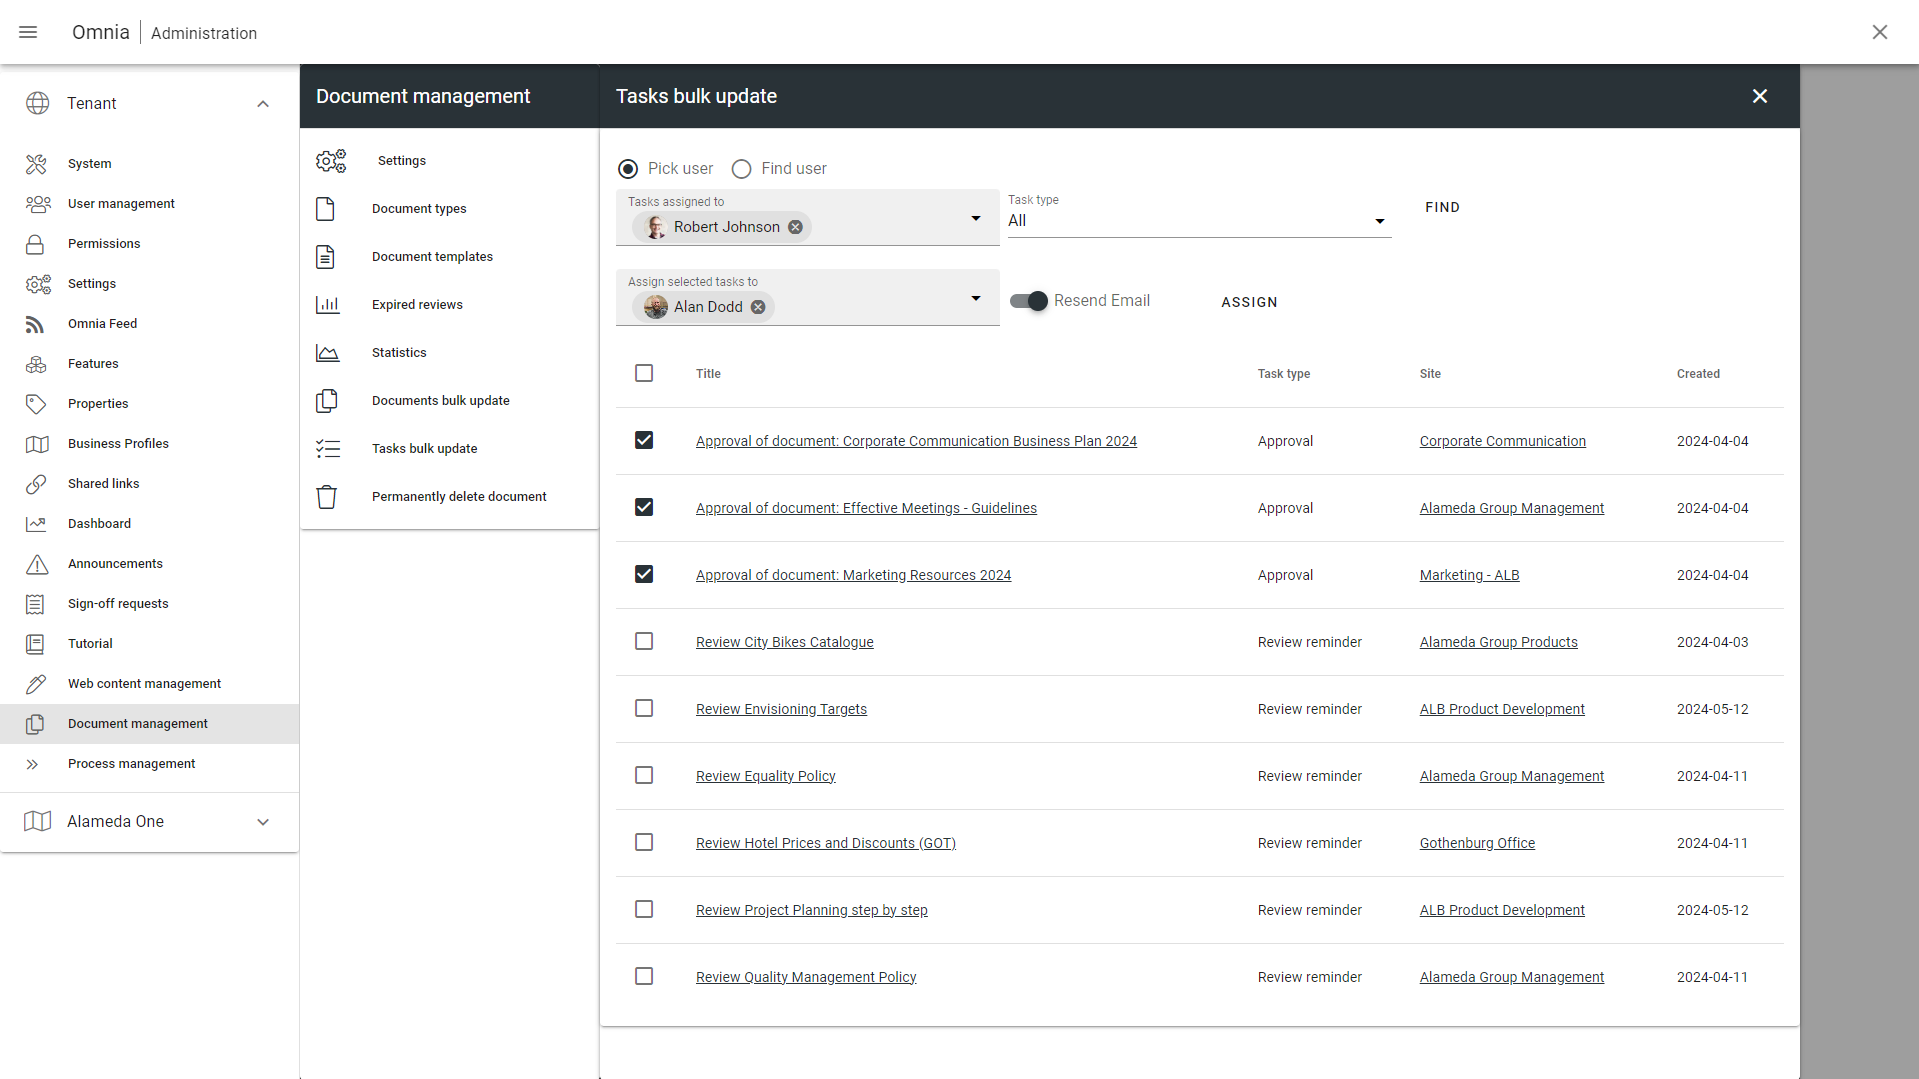 Omnia
Administration
Tenant
System
User management
Permissions
Settings
Omnia Feed
Features
Properties
Business Profiles
Shared links
Dashboard
Announcements
Sign-off requests
Tutorial
Web content management
Document management
Process management
Alameda One
Document management
Settings
Document types
Document templates
Expired reviews
Statistics
Documents bulk update
Tasks bulk update
Permanently delete document
Tasks bulk update
Pick user Find user
Tasks assigned to
Robert Johnson
Task type
All
FIND
Assign selected tasks to
Alan Dodd
Resend Email
ASSIGN
Title Task type Site Created
Approval of document: Corporate Communication Business Plan 2024 Approval Corporate Communication 2024-04-04
Approval of document: Effective Meetings - Guidelines Approval Alameda Group Management 2024-04-04
Approval of document: Marketing Resources 2024 Approval Marketing - ALB 2024-04-04
Review City Bikes Catalogue Review reminder Alameda Group Products 2024-04-03
Review Envisioning Targets Review reminder ALB Product Development 2024-05-12
Review Equality Policy Review reminder Alameda Group Management 2024-04-11
Review Hotel Prices and Discounts (GOT) Review reminder Gothenburg Office 2024-04-11
Review Project Planning step by step Review reminder ALB Product Development 2024-05-12
Review Quality Management Policy Review reminder Alameda Group Management 2024-04-11